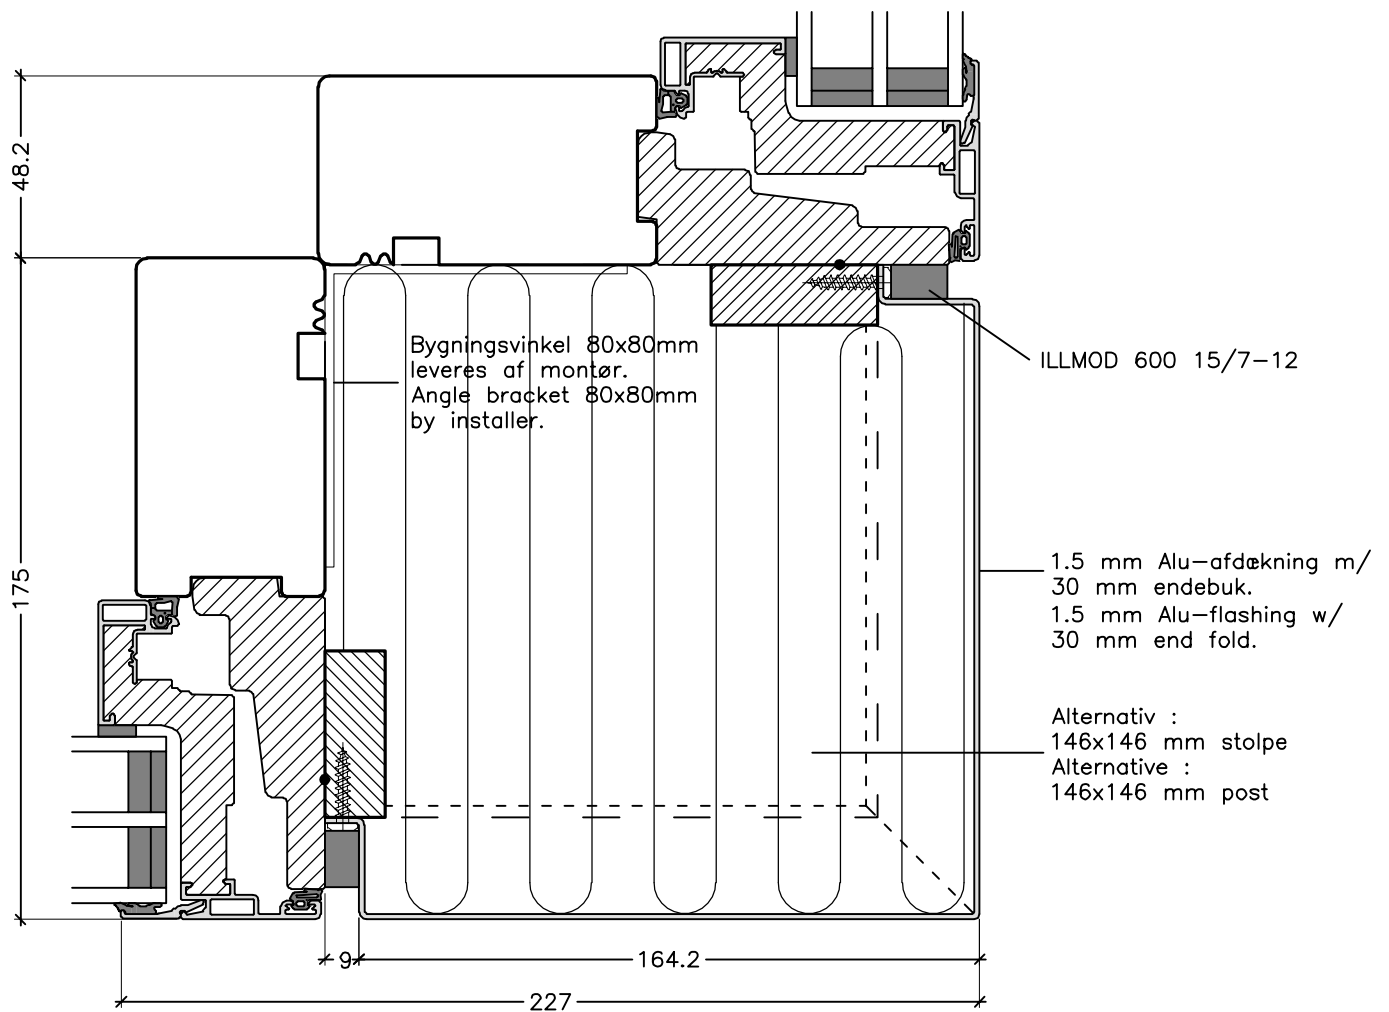 48.2
175
Bygningsvinkel 80x80mm
leveres af montør.
Angle bracket 80x80mm
by installer.
ILLMOD 600 15/7-12
1.5 mm Alu-afdækning m/
30 mm endebuk.
1.5 mm Alu-flashing w/
30 mm end fold.
Alternativ :
146x146 mm stolpe
Alternative :
146x146 mm post
9
164.2
227